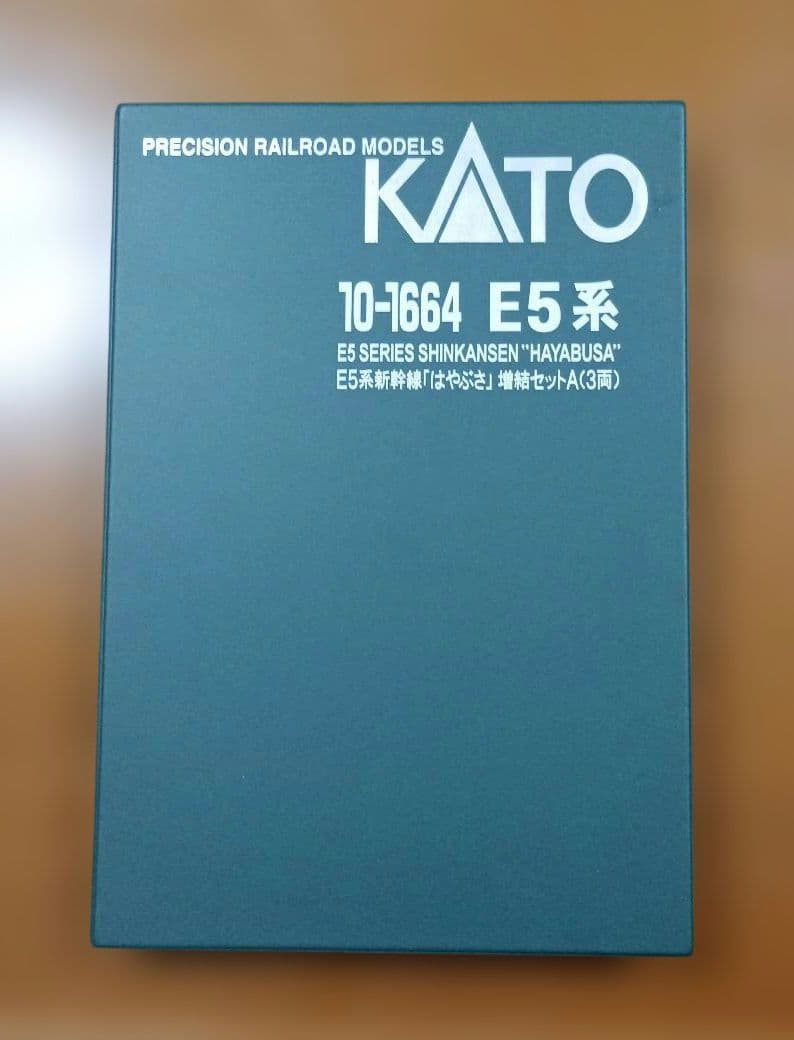 PRECISION RAILROAD MODELS
KATO
10-1664 E5系
E5 SERIES SHINKANSEN "HAYABUSA"
E5系新幹線「はやぶさ」増結セットA(3両)